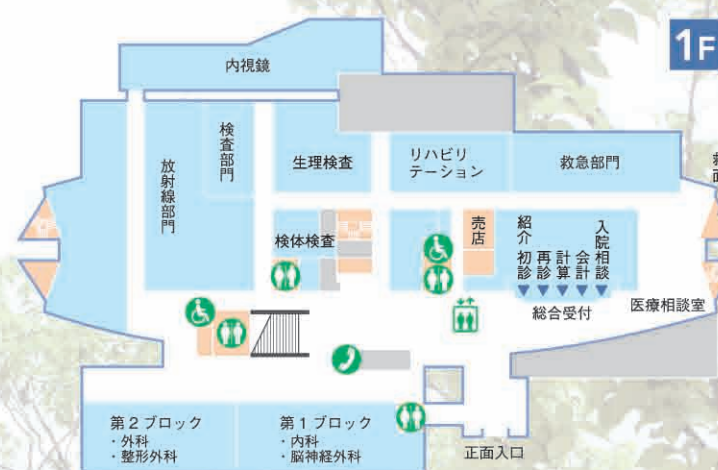 1F
内視鏡
検査部門
放射線部門
生理検査
リハビリ
テーション
救急部門
検体検査
売店
紹介
初診
再診
計算
会計
入院相談
総合受付
医療相談室
第2ブロック
・外科
・整形外科
第1ブロック
・内科
・脳神経外科
正面入口